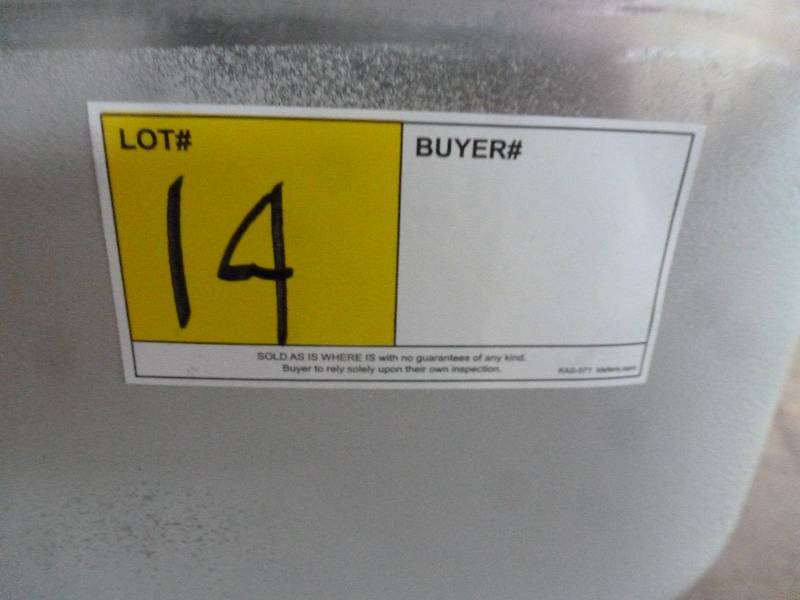 LOT#
BUYER#
14
SOLD AS IS WHERE IS with no guarantees of any kind.
Buyer to rely solely upon their own inspection.